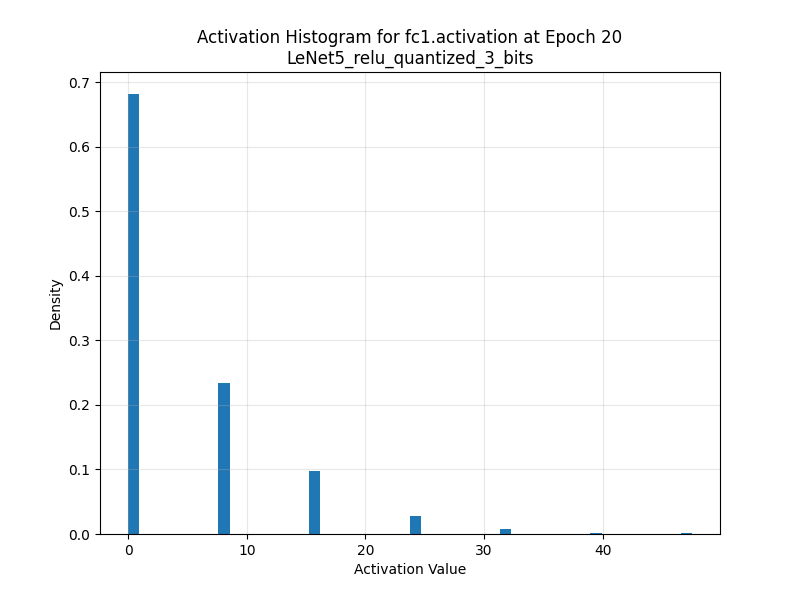 Activation Histogram for fc1.activation at Epoch 20
LeNet5_relu_quantized_3_bits
0.7
0.6
0.5
0.4
0.3
0.2
0.1
0.0
Density
0 10 20 30 40
Activation Value